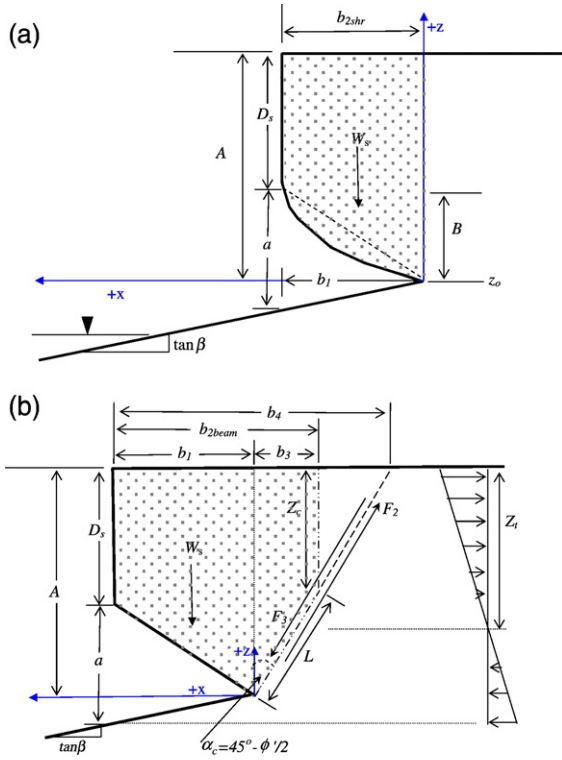 (a)
b2shr
+z
Ds
A
Ws
a
B
b1
zo
+x
tan β
(b)
b4
b2beam
b1
b3
Zc
F2
Zt
Ds
A
Ws
F3
a
+z
L
+x
tanβ
αc=45°-ϕ'/2